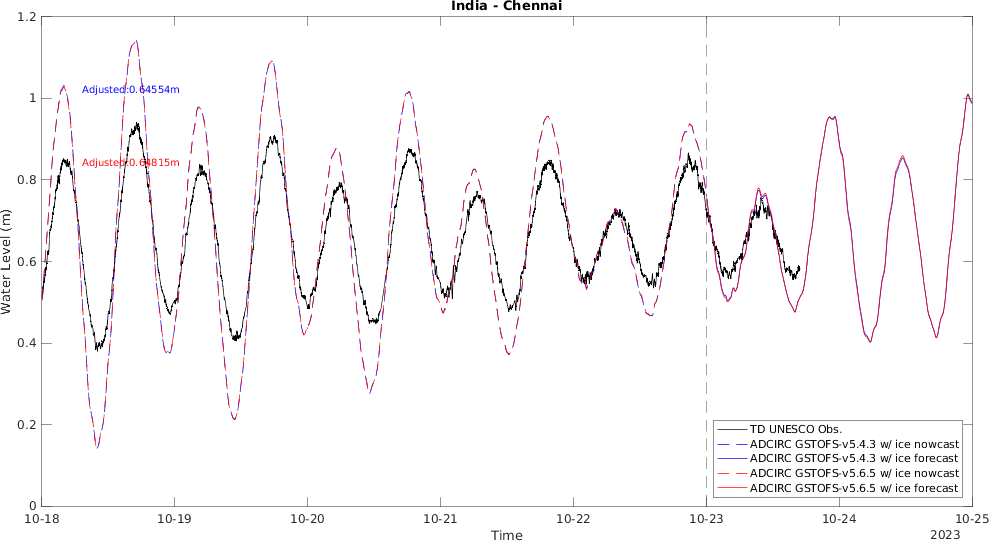 India - Chennai
Water Level (m)
1.2
1
0.8
0.6
0.4
0.2
0
Adjusted:0.64554m
Adjusted:0.64815m
TD UNESCO Obs.
ADCIRC GSTOFS-v5.4.3 w/ ice nowcast
ADCIRC GSTOFS-v5.4.3 w/ ice forecast
ADCIRC GSTOFS-v5.6.5 w/ ice nowcast
ADCIRC GSTOFS-v5.6.5 w/ ice forecast
10-18 10-19 10-20 10-21 10-22 10-23 10-24 10-25
Time
2023